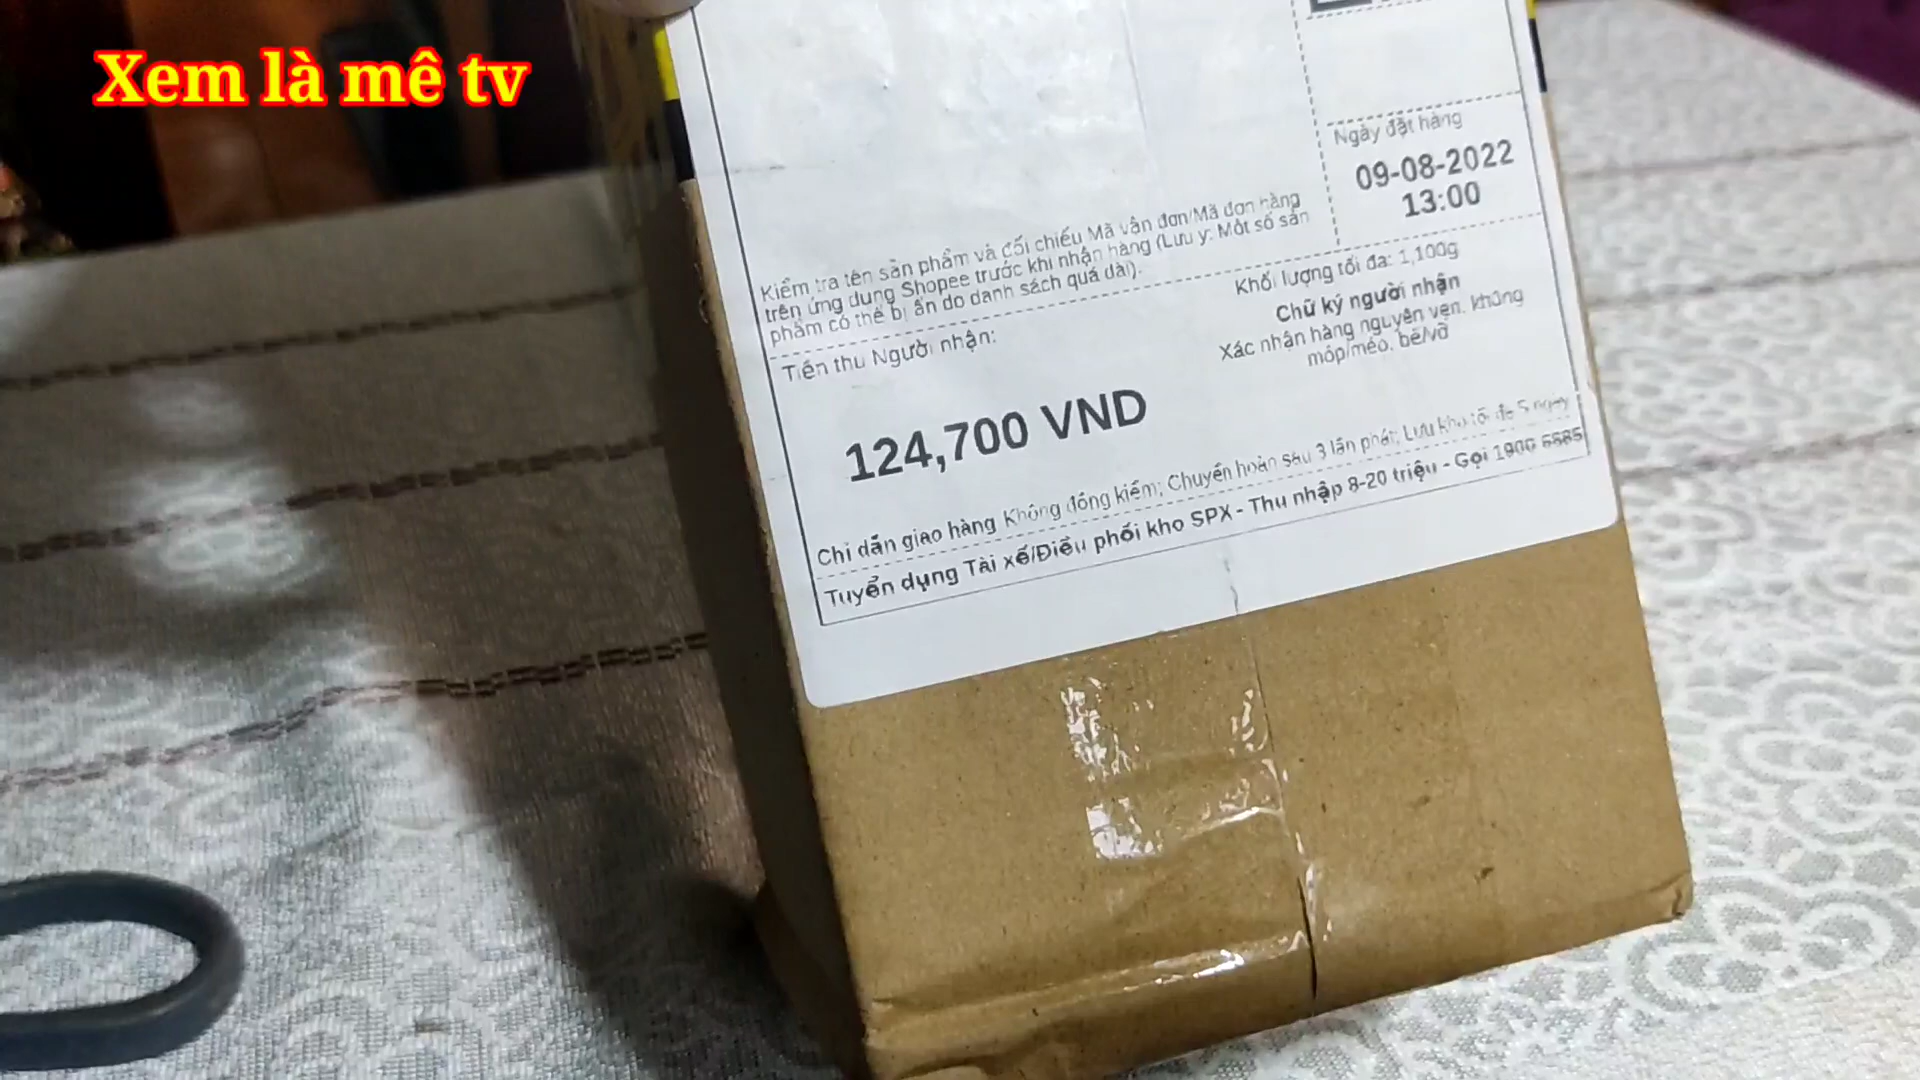 Xem là mê tv
Ngày đặt hàng
09-08-2022
13:00
Kiểm tra tên sản phẩm và đối chiếu Mã vận đơn/Mã đơn hàng
trên ứng dụng Shopee trước khi nhận hàng (Lưu ý: Một số sản
phẩm có thể bị ẩn do danh sách quá dài).
Tiền thu Người nhận:
124,700 VND
Khối lượng tối đa: 1,100g
Chữ ký người nhận
Xác nhận hàng nguyên vẹn, không
móp/méo, bể/vỡ
Chỉ dẫn giao hàng Không đồng kiểm; Chuyển hoàn sau 3 lần phát; Lưu kho tối đa 5 ngày
Tuyển dụng Tài xế/Điều phối kho SPX - Thu nhập 8-20 triệu - Gọi 1900 6885